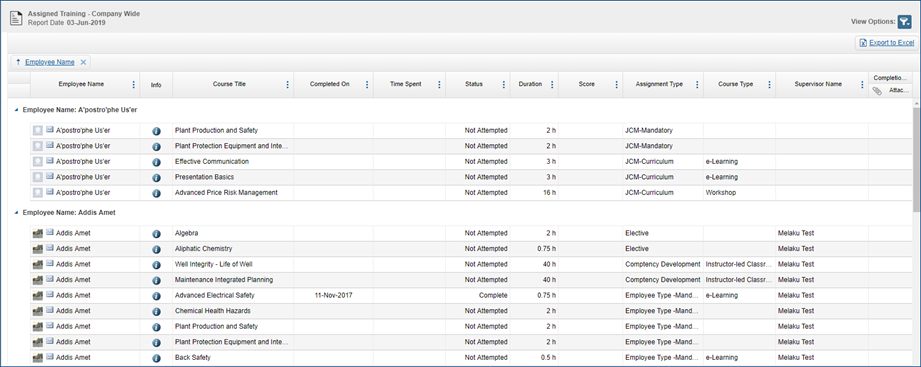 Assigned Training - Company Wide
Report Date 03-Jun-2019
View Options:
Export to Excel
Employee Name
Employee Name Info Course Title Completed On Time Spent Status Duration Score Assignment Type Course Type Supervisor Name Completio...
Attac...
Employee Name: A'postro'phe Us'er
A'postro'phe Us'er Plant Production and Safety Not Attempted 2 h JCM-Mandatory
A'postro'phe Us'er Plant Protection Equipment and Inte... Not Attempted 2 h JCM-Mandatory
A'postro'phe Us'er Effective Communication Not Attempted 3 h JCM-Curriculum e-Learning
A'postro'phe Us'er Presentation Basics Not Attempted 3 h JCM-Curriculum e-Learning
A'postro'phe Us'er Advanced Price Risk Management Not Attempted 16 h JCM-Curriculum Workshop
Employee Name: Addis Amet
Addis Amet Algebra Not Attempted 2 h Elective Melaku Test
Addis Amet Aliphatic Chemistry Not Attempted 0.75 h Elective Melaku Test
Addis Amet Well Integrity - Life of Well Not Attempted 40 h Comptency Development Instructor-led Classr... Melaku Test
Addis Amet Maintenance Integrated Planning Not Attempted 40 h Comptency Development Instructor-led Classr... Melaku Test
Addis Amet Advanced Electrical Safety 11-Nov-2017 Complete 0.75 h Employee Type -Mand... e-Learning Melaku Test
Addis Amet Chemical Health Hazards Not Attempted 2 h Employee Type -Mand... Melaku Test
Addis Amet Plant Production and Safety Not Attempted 2 h Employee Type -Mand... Melaku Test
Addis Amet Plant Protection Equipment and Inte... Not Attempted 2 h Employee Type -Mand... Melaku Test
Addis Amet Back Safety Not Attempted 0.5 h Employee Type -Mand... e-Learning Melaku Test